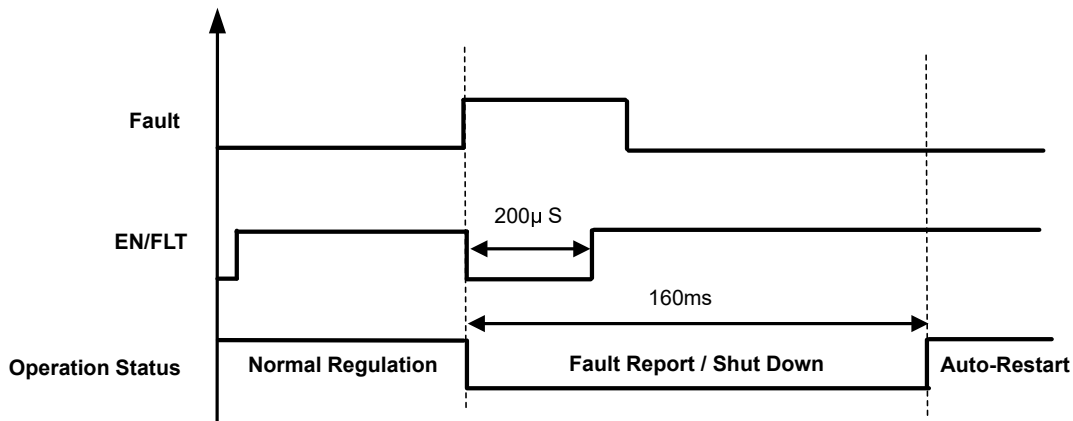 Fault
200µ S
EN/FLT
160ms
Operation Status
Normal Regulation
Fault Report / Shut Down
Auto-Restart